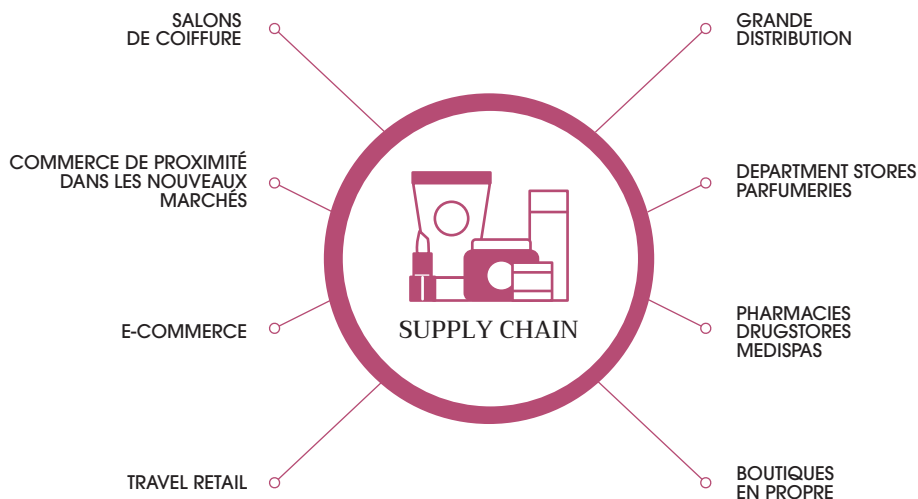 SALONS
DE COIFFURE
GRANDE
DISTRIBUTION
COMMERCE DE PROXIMITÉ
DANS LES NOUVEAUX
MARCHÉS
DEPARTMENT STORES
PARFUMERIES
E-COMMERCE
PHARMACIES
DRUGSTORES
MEDISPAS
SUPPLY CHAIN
TRAVEL RETAIL
BOUTIQUES
EN PROPRE